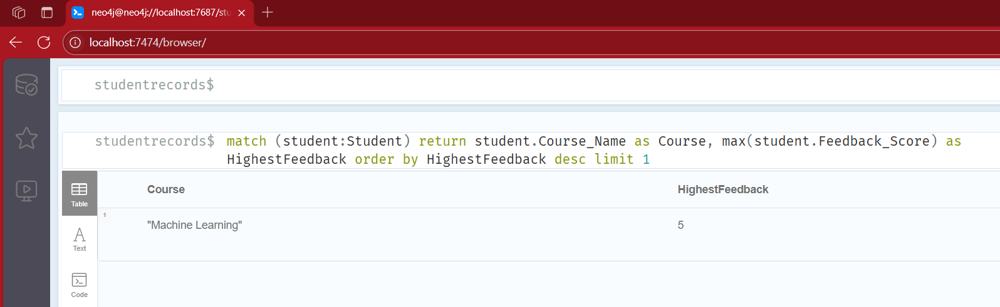 neo4j@neo4j://localhost:7687/stu
localhost:7474/browser/
studentrecords$
studentrecords$ match (student:Student) return student.Course_Name as Course, max(student.Feedback_Score) as
HighestFeedback order by HighestFeedback desc limit 1
Table
Course HighestFeedback
1
"Machine Learning" 5
A
Text
Code